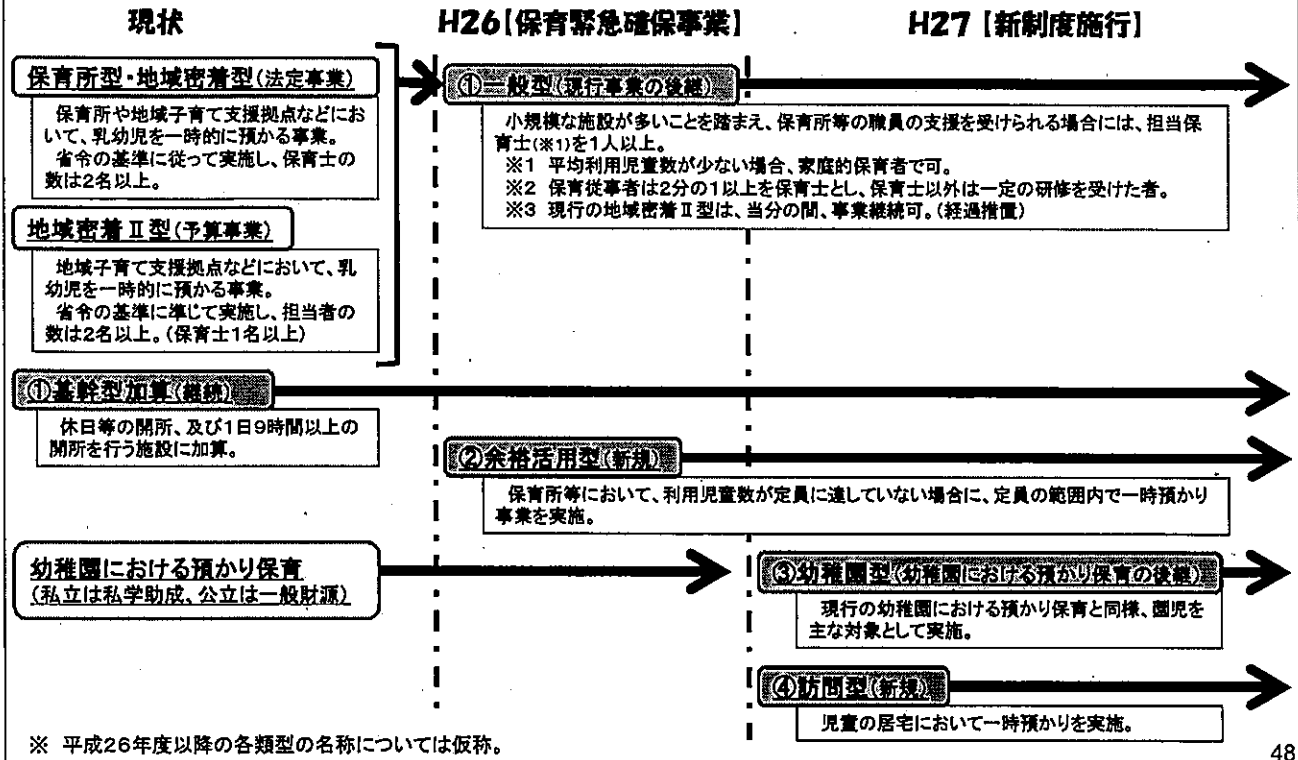 現状
H26【保育緊急確保事業】
H27【新制度施行】
保育所型・地域密着型(法定事業)
保育所や地域子育て支援拠点などにお
いて、乳幼児を一時的に預かる事業。
省令の基準に従って実施し、保育士の
数は2名以上。
地域密着Ⅱ型(予算事業)
地域子育て支援拠点などにおいて、乳
幼児を一時的に預かる事業。
省令の基準に準じて実施し、担当者の
数は2名以上。(保育士1名以上)
①一般型(現行事業の後継)
小規模な施設が多いことを踏まえ、保育所等の職員の支援を受けられる場合には、担当保
育士(※1)を1人以上。
※1 平均利用児童数が少ない場合、家庭的保育者で可。
※2 保育従事者は2分の1以上を保育士とし、保育士以外は一定の研修を受けた者。
※3 現行の地域密着Ⅱ型は、当分の間、事業継続可。(経過措置)
①基幹型加算(継続)
休日等の開所、及び1日9時間以上の
開所を行う施設に加算。
②余裕活用型(新規)
保育所等において、利用児童数が定員に達していない場合に、定員の範囲内で一時預かり
事業を実施。
幼稚園における預かり保育
(私立は私学助成、公立は一般財源)
③幼稚園型(幼稚園における預かり保育の後継)
現行の幼稚園における預かり保育と同様、園児を
主な対象として実施。
④訪問型(新規)
児童の居宅において一時預かりを実施。
※ 平成26年度以降の各類型の名称については仮称。
48